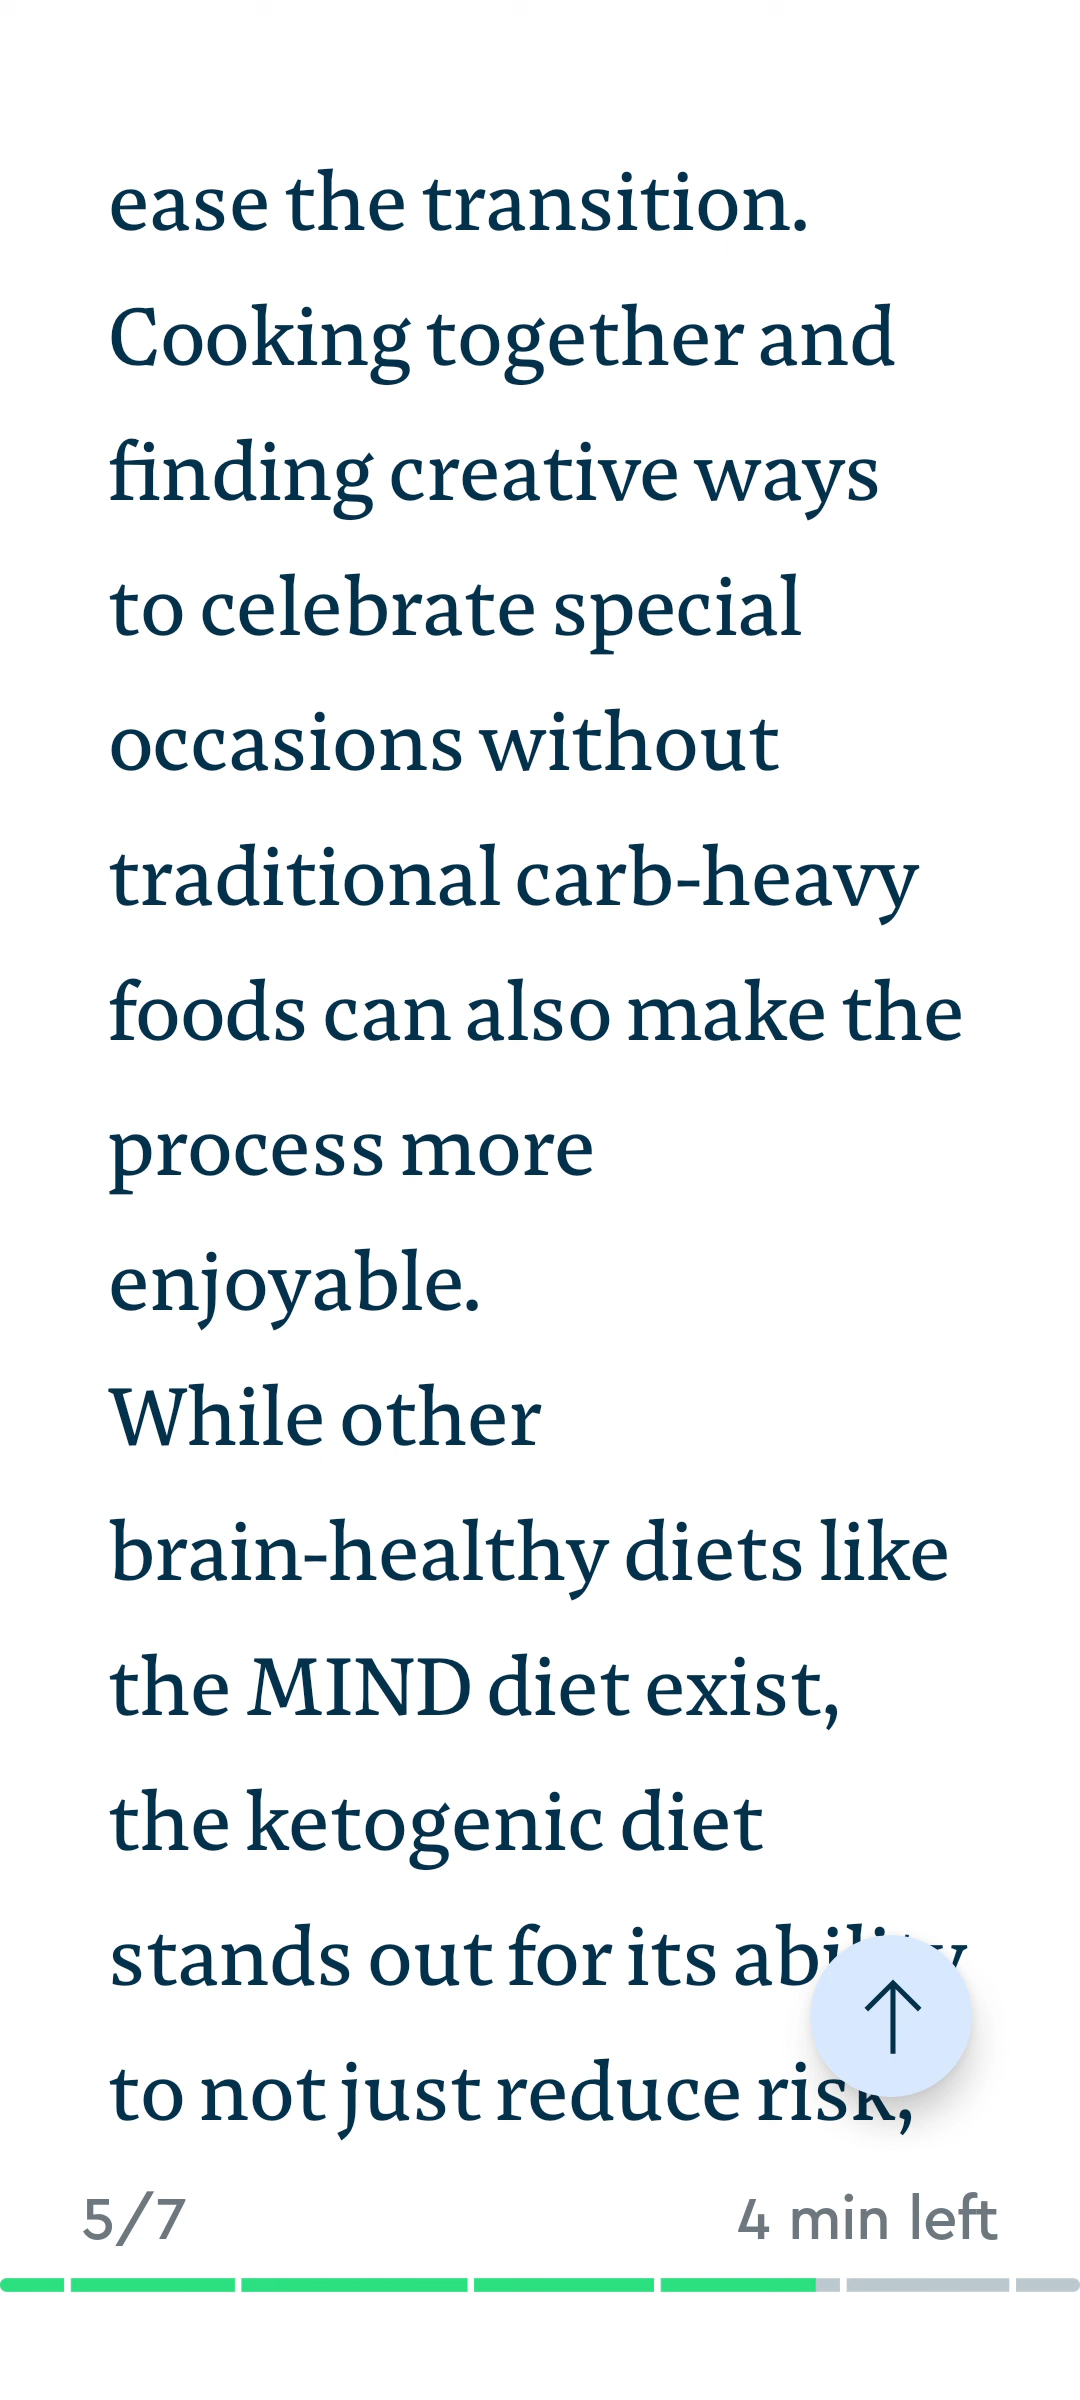 ease the transition.
Cooking together and
finding creative ways
to celebrate special
occasions without
traditional carb-heavy
foods can also make the
process more
enjoyable.
While other
brain-healthy diets like
the MIND diet exist,
the ketogenic diet
stands out for its ability
to not just reduce risk,
5/7
4 min left